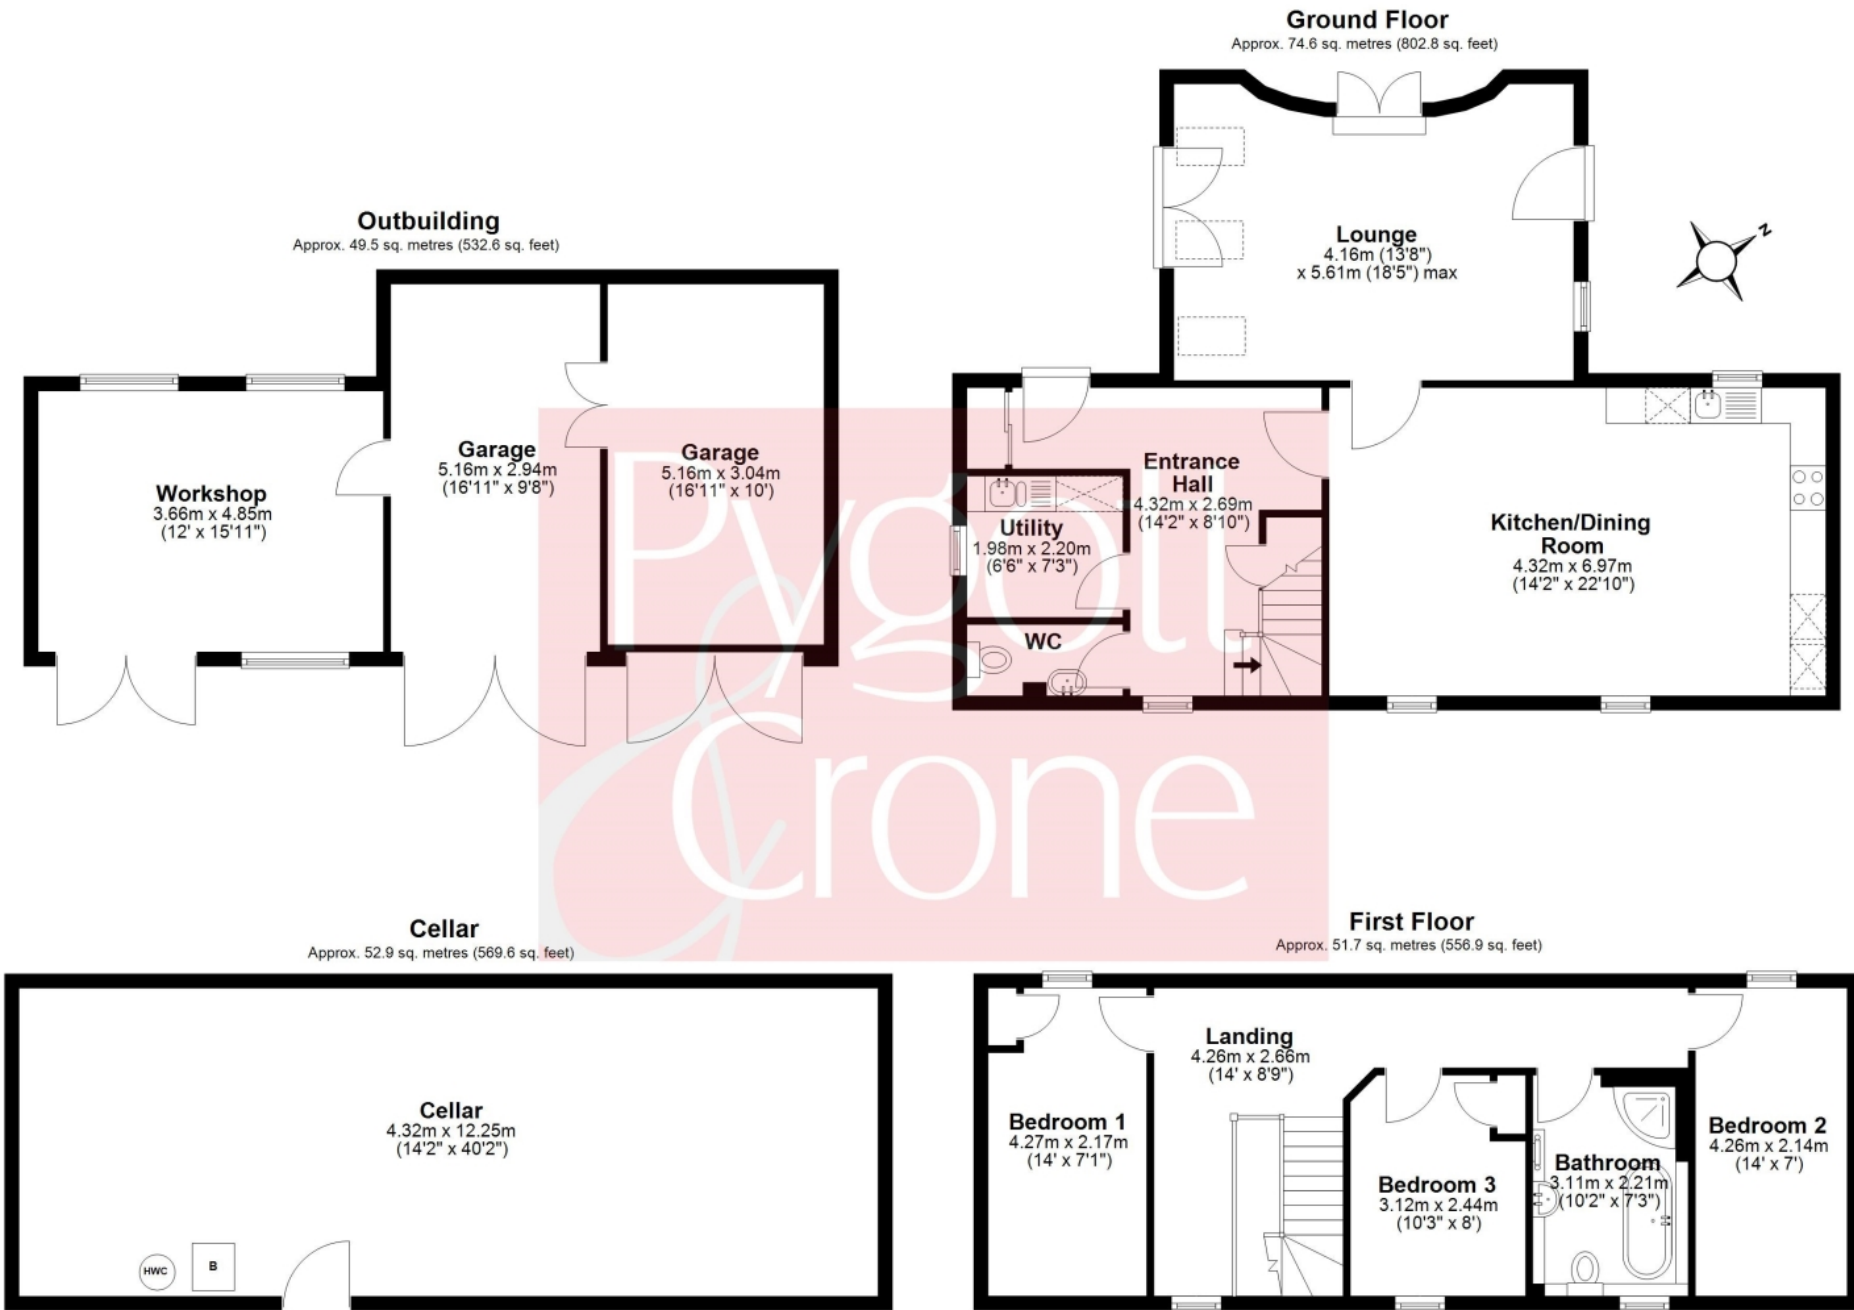 Ground Floor
Approx. 74.6 sq. metres (802.8 sq. feet)
Lounge
4.16m (13'8")
x 5.61m (18'5") max
N
Entrance
Hall
4.32m x 2.69m
(14'2" x 8'10")
Utility
1.98m x 2.20m
(6'6" x 7'3")
WC
Kitchen/Dining
Room
4.32m x 6.97m
(14'2" x 22'10")
Outbuilding
Approx. 49.5 sq. metres (532.6 sq. feet)
Workshop
3.66m x 4.85m
(12' x 15'11")
Garage
5.16m x 2.94m
(16'11" x 9'8")
Garage
5.16m x 3.04m
(16'11" x 10')
Pygott
& Crone
Cellar
Approx. 52.9 sq. metres (569.6 sq. feet)
Cellar
4.32m x 12.25m
(14'2" x 40'2")
HWC
B
First Floor
Approx. 51.7 sq. metres (556.9 sq. feet)
Landing
4.26m x 2.66m
(14' x 8'9")
Bedroom 1
4.27m x 2.17m
(14' x 7'1")
Bedroom 3
3.12m x 2.44m
(10'3" x 8')
Bathroom
3.11m x 2.21m
(10'2" x 7'3")
Bedroom 2
4.26m x 2.14m
(14' x 7')